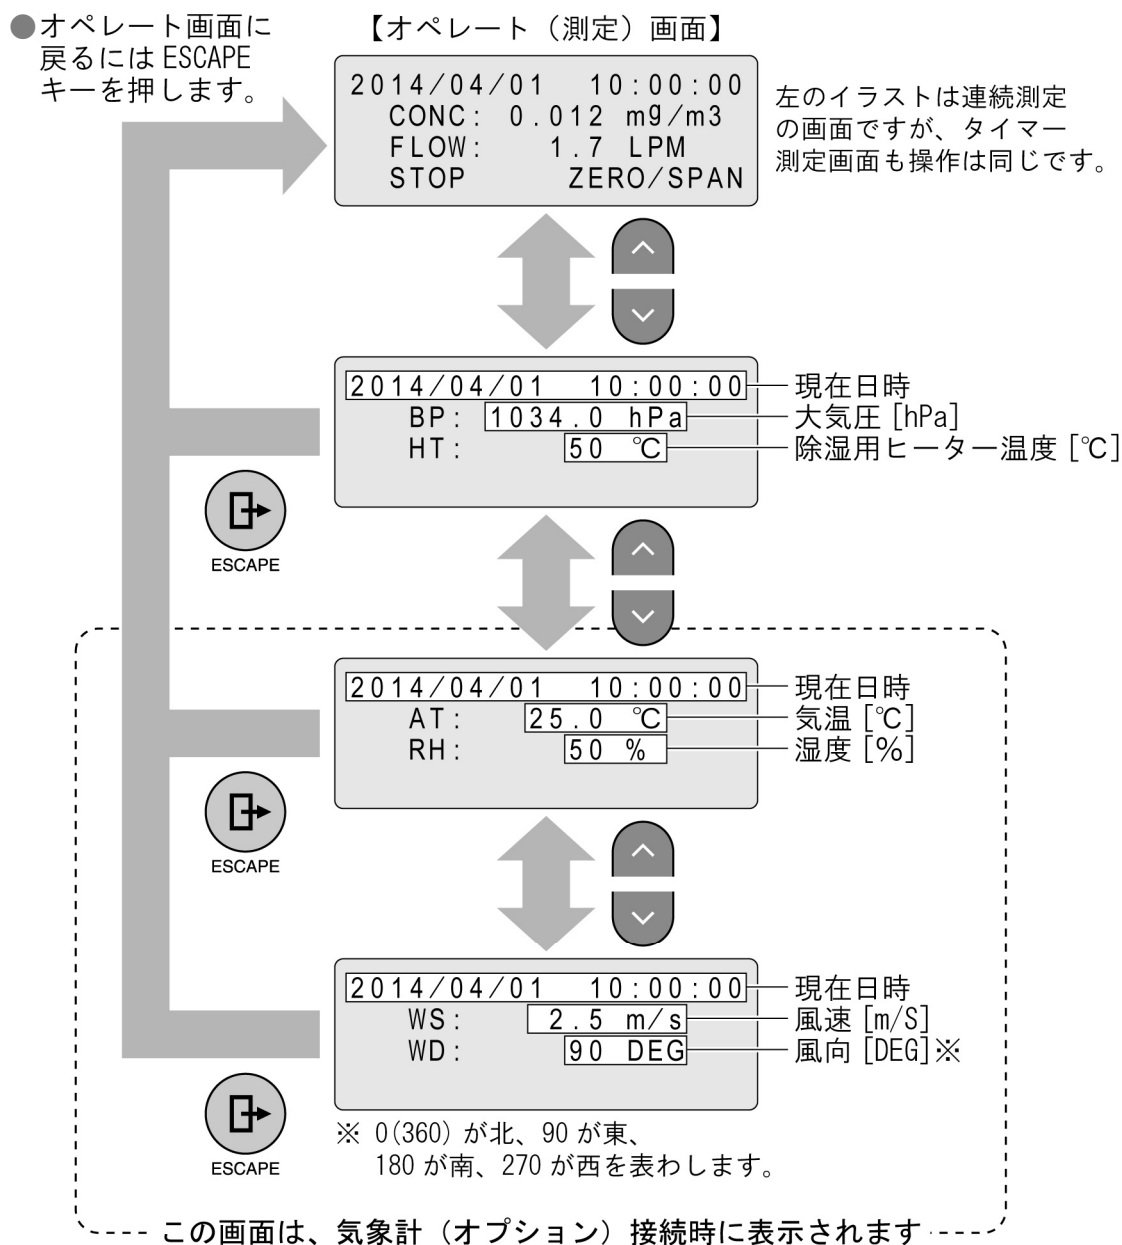 ●オペレート画面に
戻るには ESCAPE
キーを押します。
【オペレート（測定）画面】
2014/04/01 10:00:00
CONC: 0.012 mg/m3
FLOW: 1.7 LPM
STOP ZERO/SPAN
左のイラストは連続測定
の画面ですが、タイマー
測定画面も操作は同じです。
2014/04/01 10:00:00 現在日時
BP: 1034.0 hPa 大気圧 [hPa]
HT: 50 ℃ 除湿用ヒーター温度 [℃]
ESCAPE
2014/04/01 10:00:00 現在日時
AT: 25.0 ℃ 気温 [℃]
RH: 50 % 湿度 [%]
ESCAPE
2014/04/01 10:00:00 現在日時
WS: 2.5 m/s 風速 [m/S]
WD: 90 DEG 風向 [DEG]※
ESCAPE
※ 0(360) が北、90 が東、
180 が南、270 が西を表わします。
この画面は、気象計（オプション）接続時に表示されます